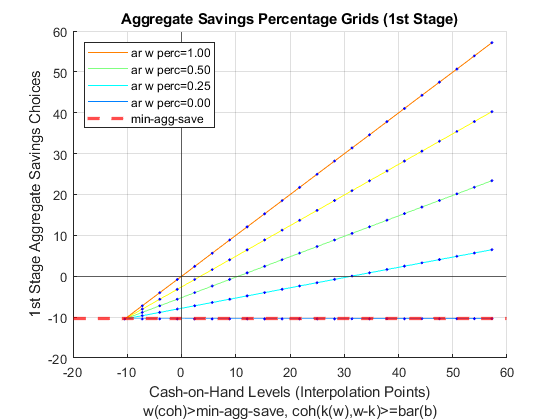 Aggregate Savings Percentage Grids (1st Stage)
60
50
40
30
20
10
0
-10
-20
1st Stage Aggregate Savings Choices
ar w perc=1.00
ar w perc=0.50
ar w perc=0.25
ar w perc=0.00
min-agg-save
-20
-10
0
10
20
30
40
50
60
Cash-on-Hand Levels (Interpolation Points)
w(coh)>min-agg-save, coh(k(w),w-k)>=bar(b)